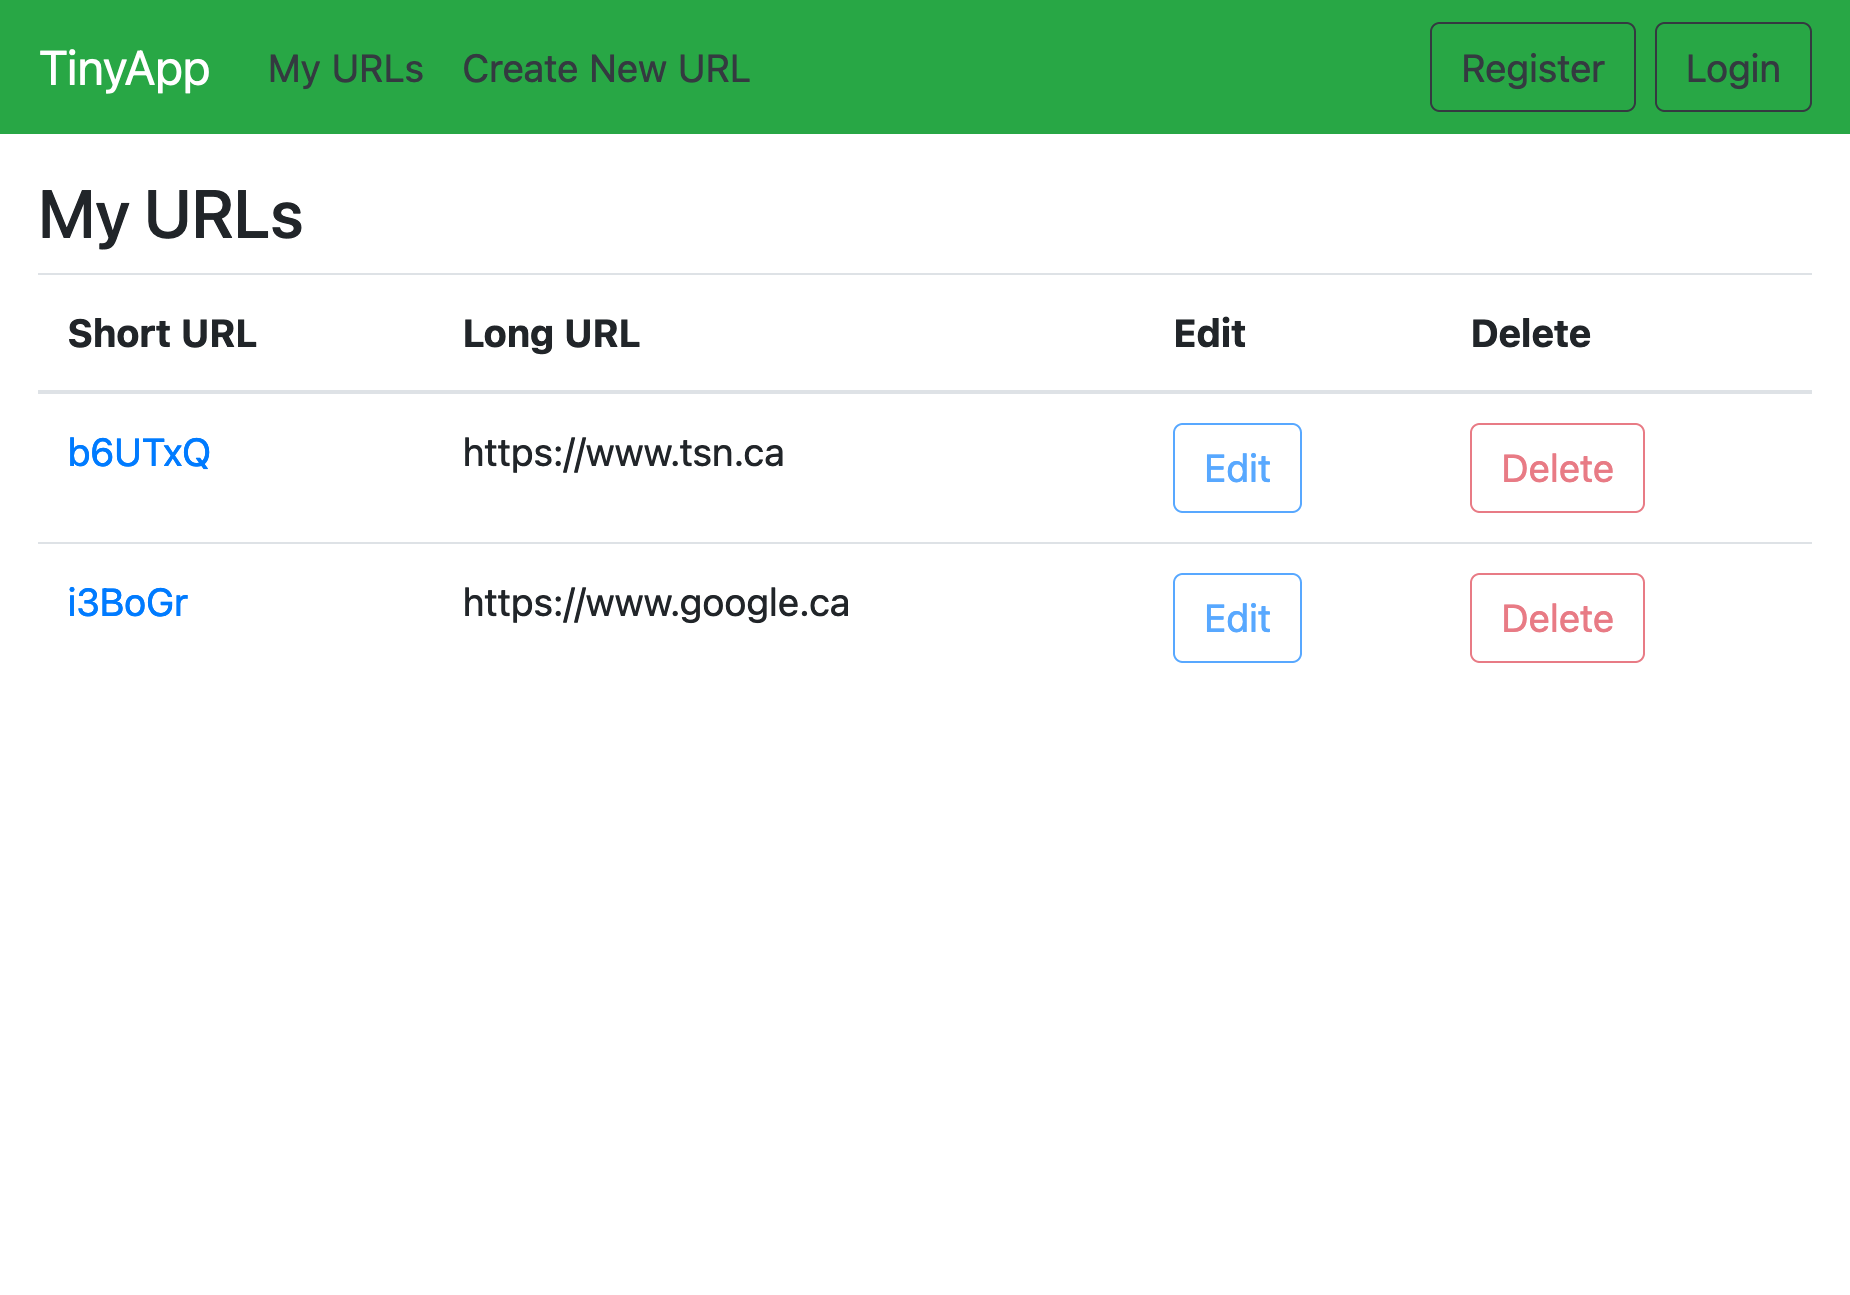 TinyApp My URLs Create New URL Register Login
My URLs
Short URL Long URL Edit Delete
b6UTxQ https://www.tsn.ca Edit Delete
i3BoGr https://www.google.ca Edit Delete